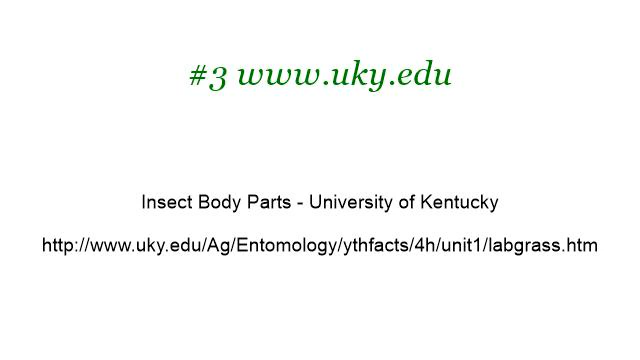 #3 www.uky.edu
Insect Body Parts - University of Kentucky
http://www.uky.edu/Ag/Entomology/ythfacts/4h/unit1/labgrass.htm